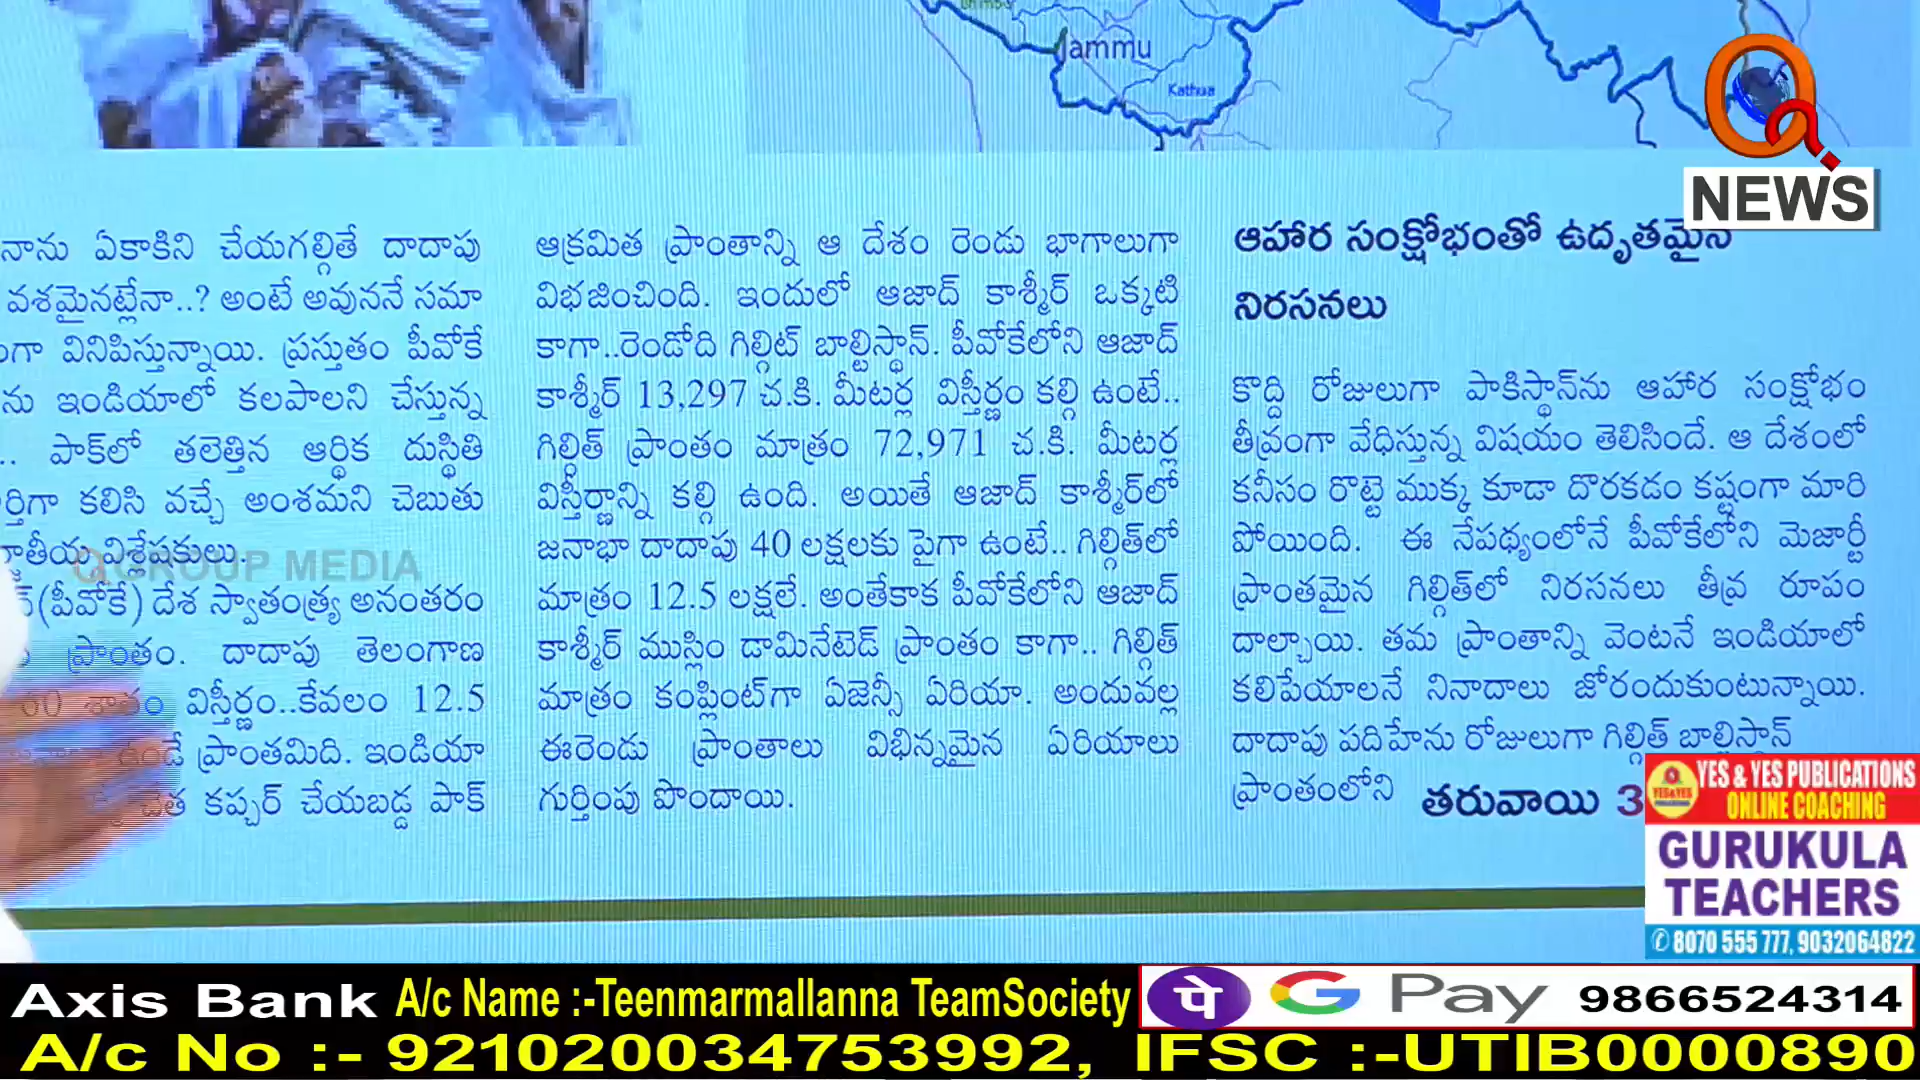 Jammu
Kathua
NEWS
నాను ఏకాకిని చేయగల్గితే దాదాపు
వశమైనట్లేనా..? అంటే అవుననే సమా
గా వినిపిస్తున్నాయి. ప్రస్తుతం పీవోకే
ను ఇండియాలో కలపాలని చేస్తున్న
.. పాక్‌లో తలెత్తిన ఆర్థిక దుస్థితి
ర్తిగా కలిసి వచ్చే అంశమని చెబుతు
విశ్లేషకులు.
(పీవోకే) దేశ స్వాతంత్ర్య అనంతరం
ప్రాంతం. దాదాపు తెలంగాణ
విస్తీర్ణం..కేవలం 12.5
ఉండే ప్రాంతమిది. ఇండియా
కప్చర్ చేయబడ్డ పాక్
ఆక్రమిత ప్రాంతాన్ని ఆ దేశం రెండు భాగాలుగా
విభజించింది. ఇందులో ఆజాద్ కాశ్మీర్ ఒక్కటి
కాగా..రెండోది గిల్గిట్ బాల్టిస్థాన్. పీవోకేలోని ఆజాద్
కాశ్మీర్ 13,297 చ.కి. మీటర్ల విస్తీర్ణం కల్గి ఉంటే..
గిల్గిత్ ప్రాంతం మాత్రం 72,971 చ.కి. మీటర్ల
విస్తీర్ణాన్ని కల్గి ఉంది. అయితే ఆజాద్ కాశ్మీర్‌లో
జనాభా దాదాపు 40 లక్షలకు పైగా ఉంటే.. గిల్గిత్‌లో
మాత్రం 12.5 లక్షలే. అంతేకాక పీవోకేలోని ఆజాద్
కాశ్మీర్ ముస్లిం డామినేటెడ్ ప్రాంతం కాగా.. గిల్గిత్
మాత్రం కంప్లింట్‌గా ఏజెన్సీ ఏరియా. అందువల్ల
ఈరెండు ప్రాంతాలు విభిన్నమైన ఏరియాలు
గుర్తింపు పొందాయి.
ఆహార సంక్షోభంతో ఉదృతమైన
నిరసనలు
కొద్ది రోజులుగా పాకిస్థాన్‌ను ఆహార సంక్షోభం
తీవ్రంగా వేధిస్తున్న విషయం తెలిసిందే. ఆ దేశంలో
కనీసం రొట్టె ముక్క కూడా దొరకడం కష్టంగా మారి
పోయింది. ఈ నేపథ్యంలోనే పీవోకేలోని మెజార్టీ
ప్రాంతమైన గిల్గిత్‌లో నిరసనలు తీవ్ర రూపం
దాల్చాయి. తమ ప్రాంతాన్ని వెంటనే ఇండియాలో
కలిపేయాలనే నినాదాలు జోరందుకుంటున్నాయి.
దాదాపు పదిహేను రోజులుగా గిల్గిత్ బాల్టిస్థాన్
ప్రాంతంలోని తరువాయి 3
Q GROUP MEDIA
YES & YES PUBLICATIONS
ONLINE COACHING
GURUKULA
TEACHERS
8070 555 777, 9032064822
Axis Bank A/c Name :-Teenmarmallanna TeamSociety
पे G Pay 9866524314
A/c No :- 921020034753992, IFSC :-UTIB0000890